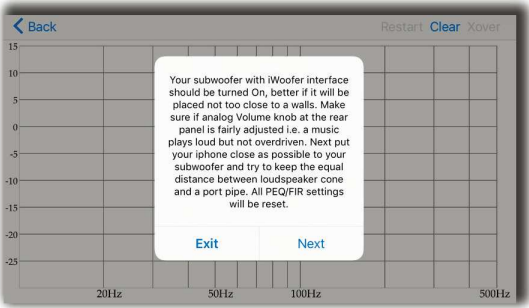 Back
Restart Clear Xover
15
10
5
0
-5
-10
-15
-20
-25
Your subwoofer with iWoofer interface
should be turned On, better if it will be
placed not too close to a walls. Make
sure if analog Volume knob at the rear
panel is fairly adjusted i.e. a music
plays loud but not overdriven. Next put
your iphone close as possible to your
subwoofer and try to keep the equal
distance between loudspeaker cone
and a port pipe. All PEQ/FIR settings
will be reset.
Exit Next
20Hz 50Hz 100Hz 500Hz